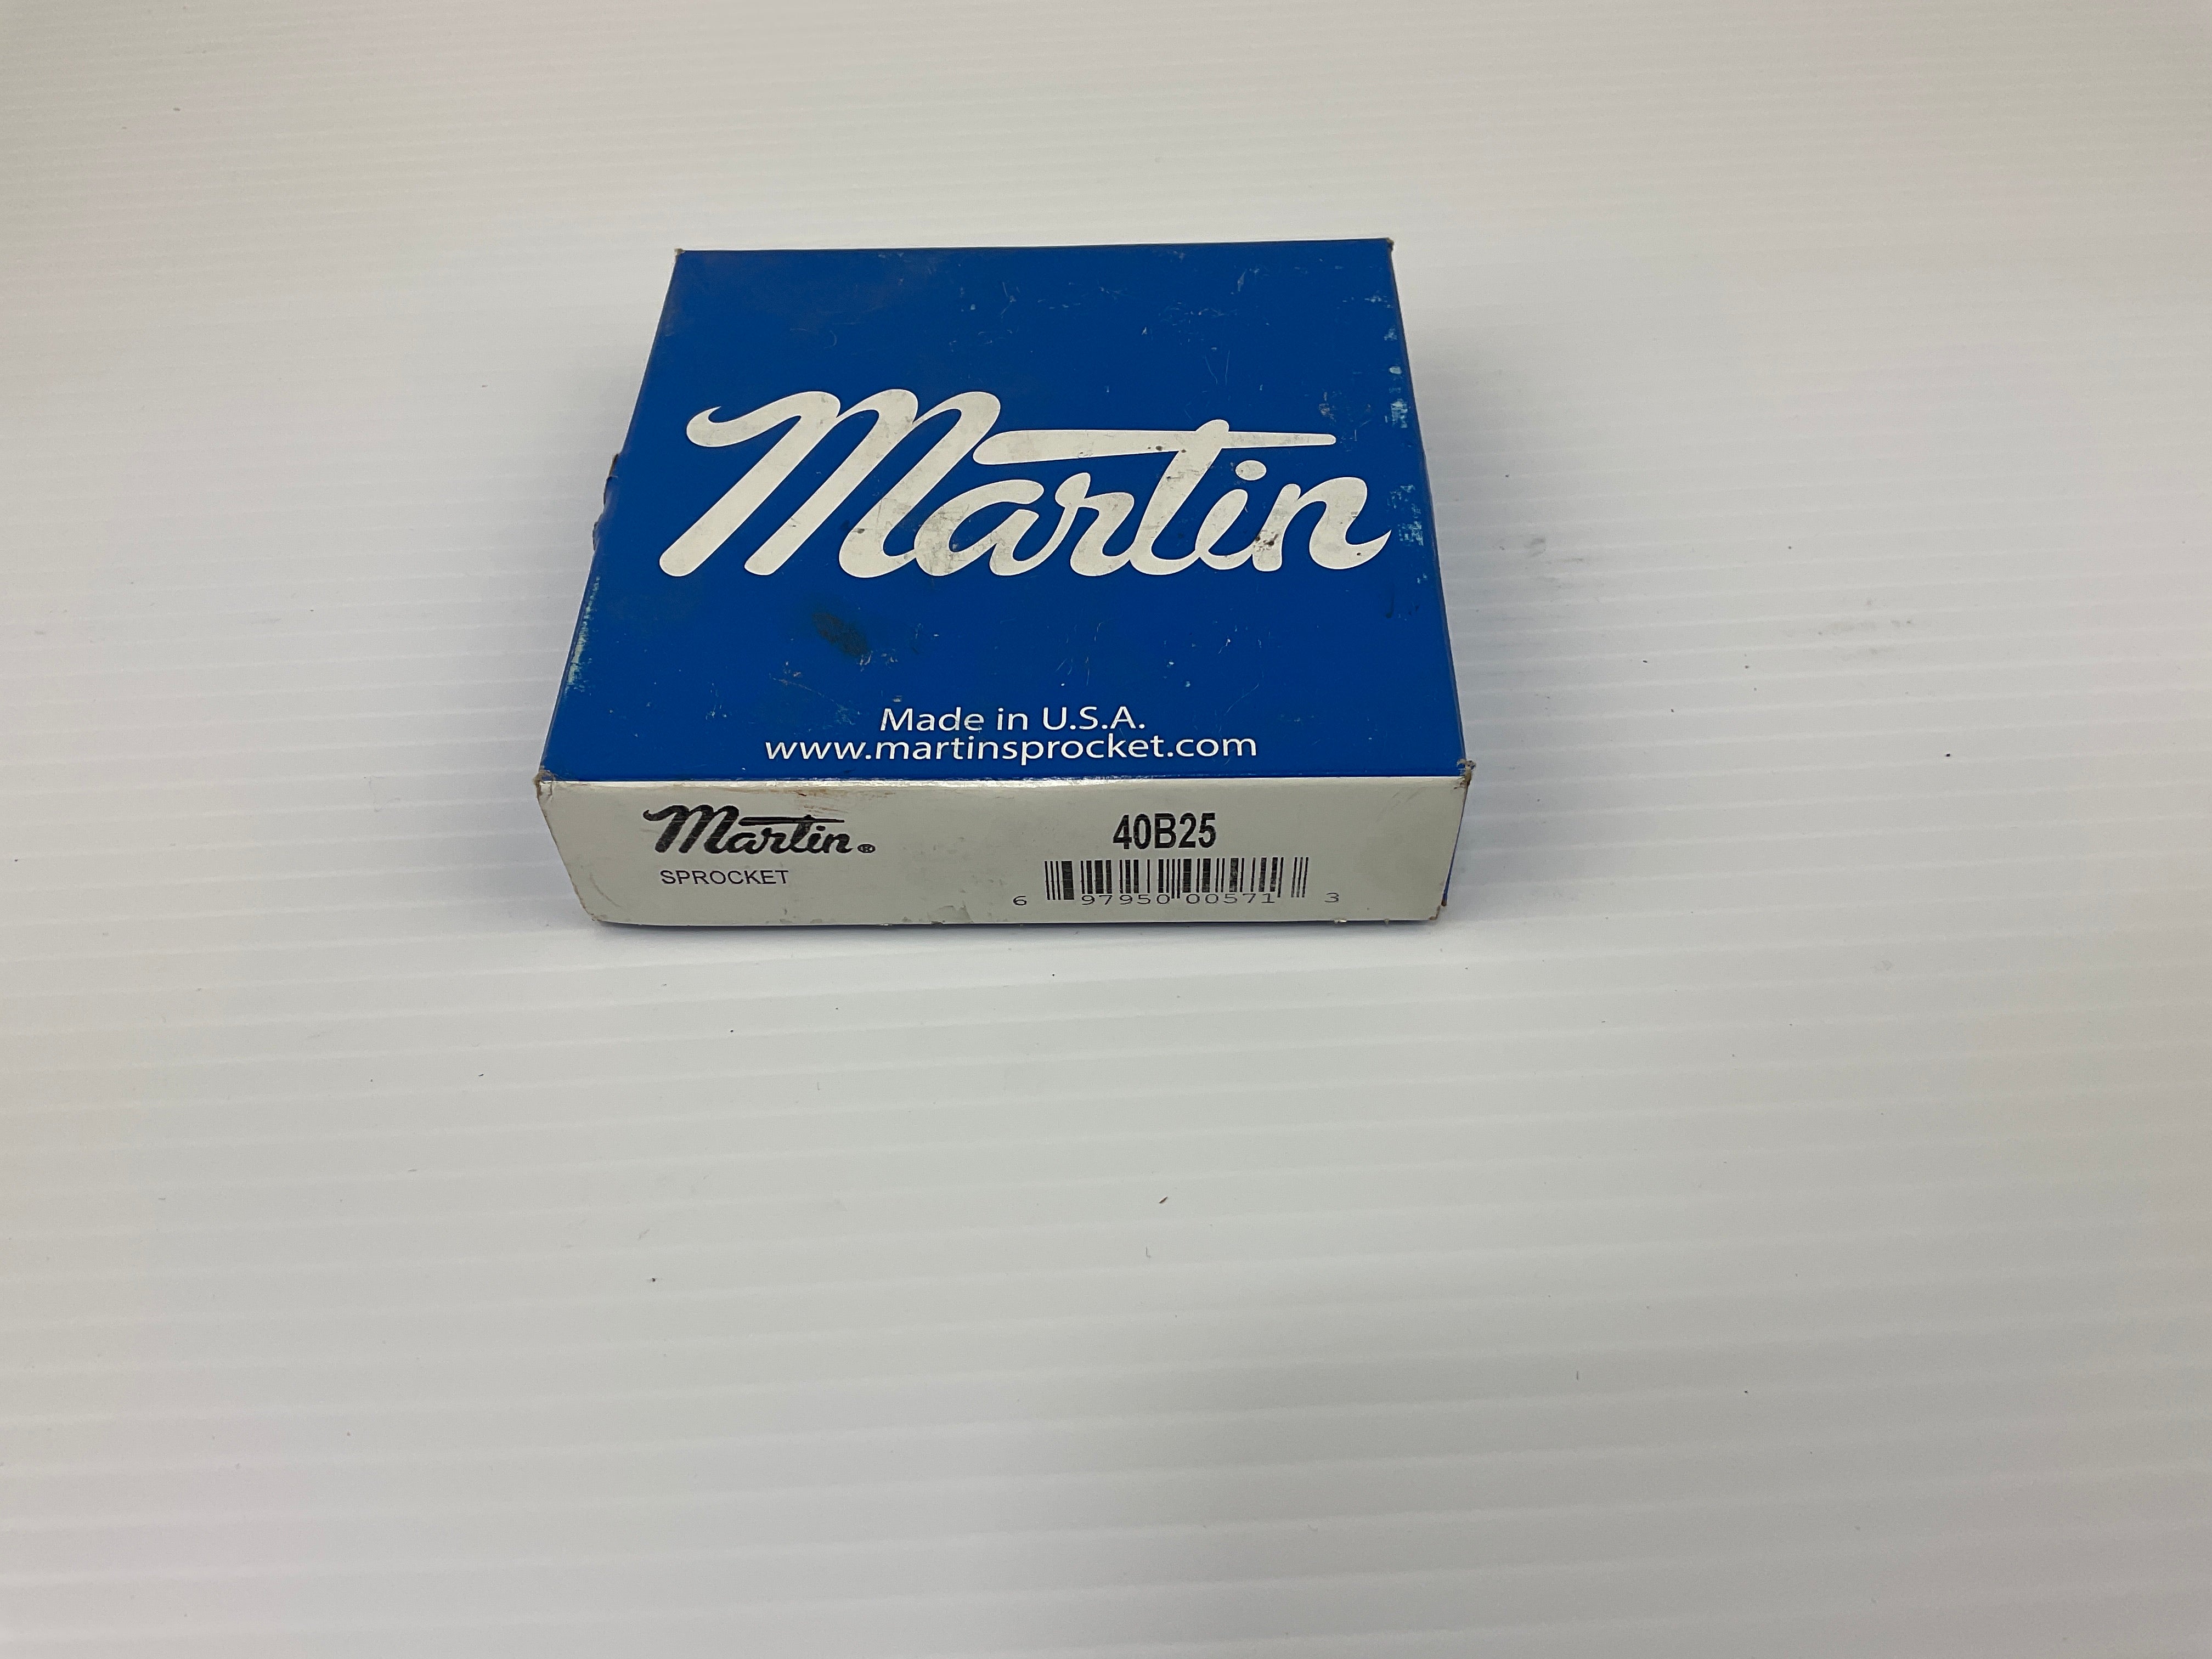 Martin
Made in U.S.A.
www.martinsprocket.com
Martin®
SPROCKET
40B25
6 97950 00571 3